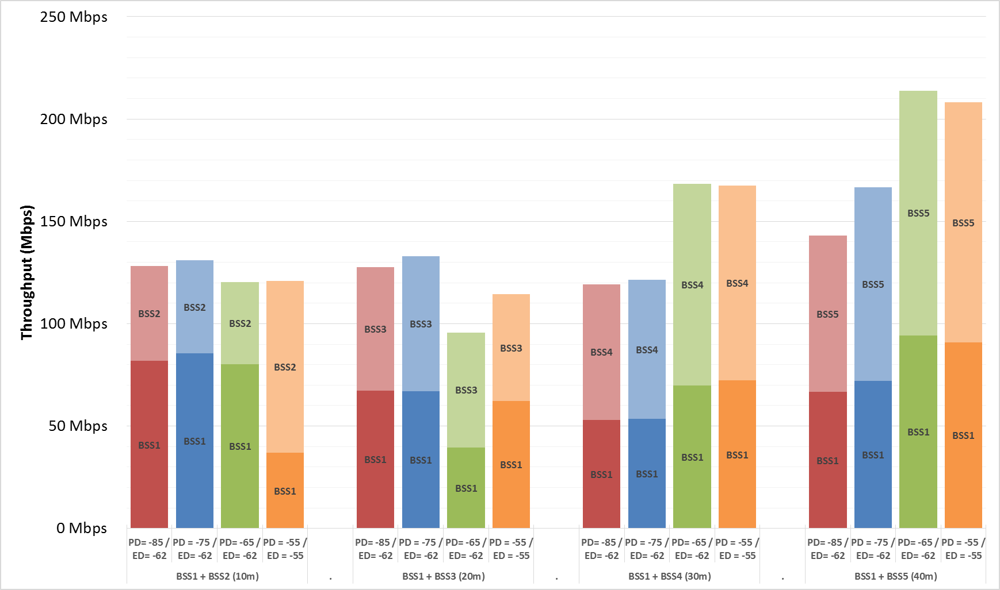 250 Mbps
200 Mbps
150 Mbps
100 Mbps
50 Mbps
0 Mbps
Throughput (Mbps)
BSS2
BSS1
BSS2
BSS1
BSS2
BSS1
BSS2
BSS1
BSS3
BSS1
BSS3
BSS1
BSS3
BSS1
BSS3
BSS1
BSS4
BSS1
BSS4
BSS1
BSS4
BSS1
BSS4
BSS1
BSS5
BSS1
BSS5
BSS1
BSS5
BSS1
BSS5
BSS1
PD= -85 /
ED= -62
PD = -75 /
ED= -62
PD= -65 /
ED= -62
PD = -55 /
ED = -55
PD= -85 /
ED= -62
PD = -75 /
ED= -62
PD= -65 /
ED= -62
PD = -55 /
ED = -55
PD= -85 /
ED= -62
PD = -75 /
ED= -62
PD= -65 /
ED= -62
PD = -55 /
ED = -55
PD= -85 /
ED= -62
PD = -75 /
ED= -62
PD= -65 /
ED= -62
PD = -55 /
ED = -55
BSS1 + BSS2 (10m)
.
BSS1 + BSS3 (20m)
.
BSS1 + BSS4 (30m)
.
BSS1 + BSS5 (40m)